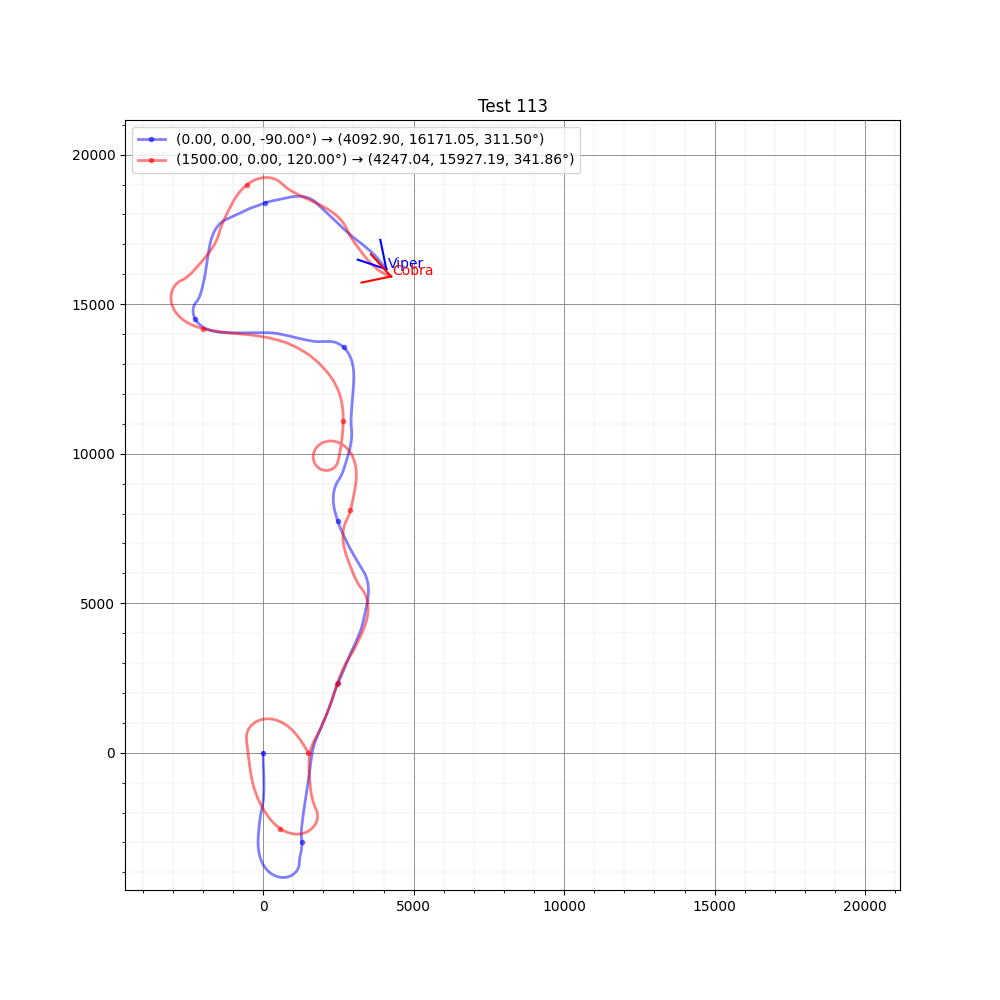 Test 113
(0.00, 0.00, -90.00°) → (4092.90, 16171.05, 311.50°)
(1500.00, 0.00, 120.00°) → (4247.04, 15927.19, 341.86°)
20000
15000
10000
5000
0
Viper
Cobra
0 5000 10000 15000 20000